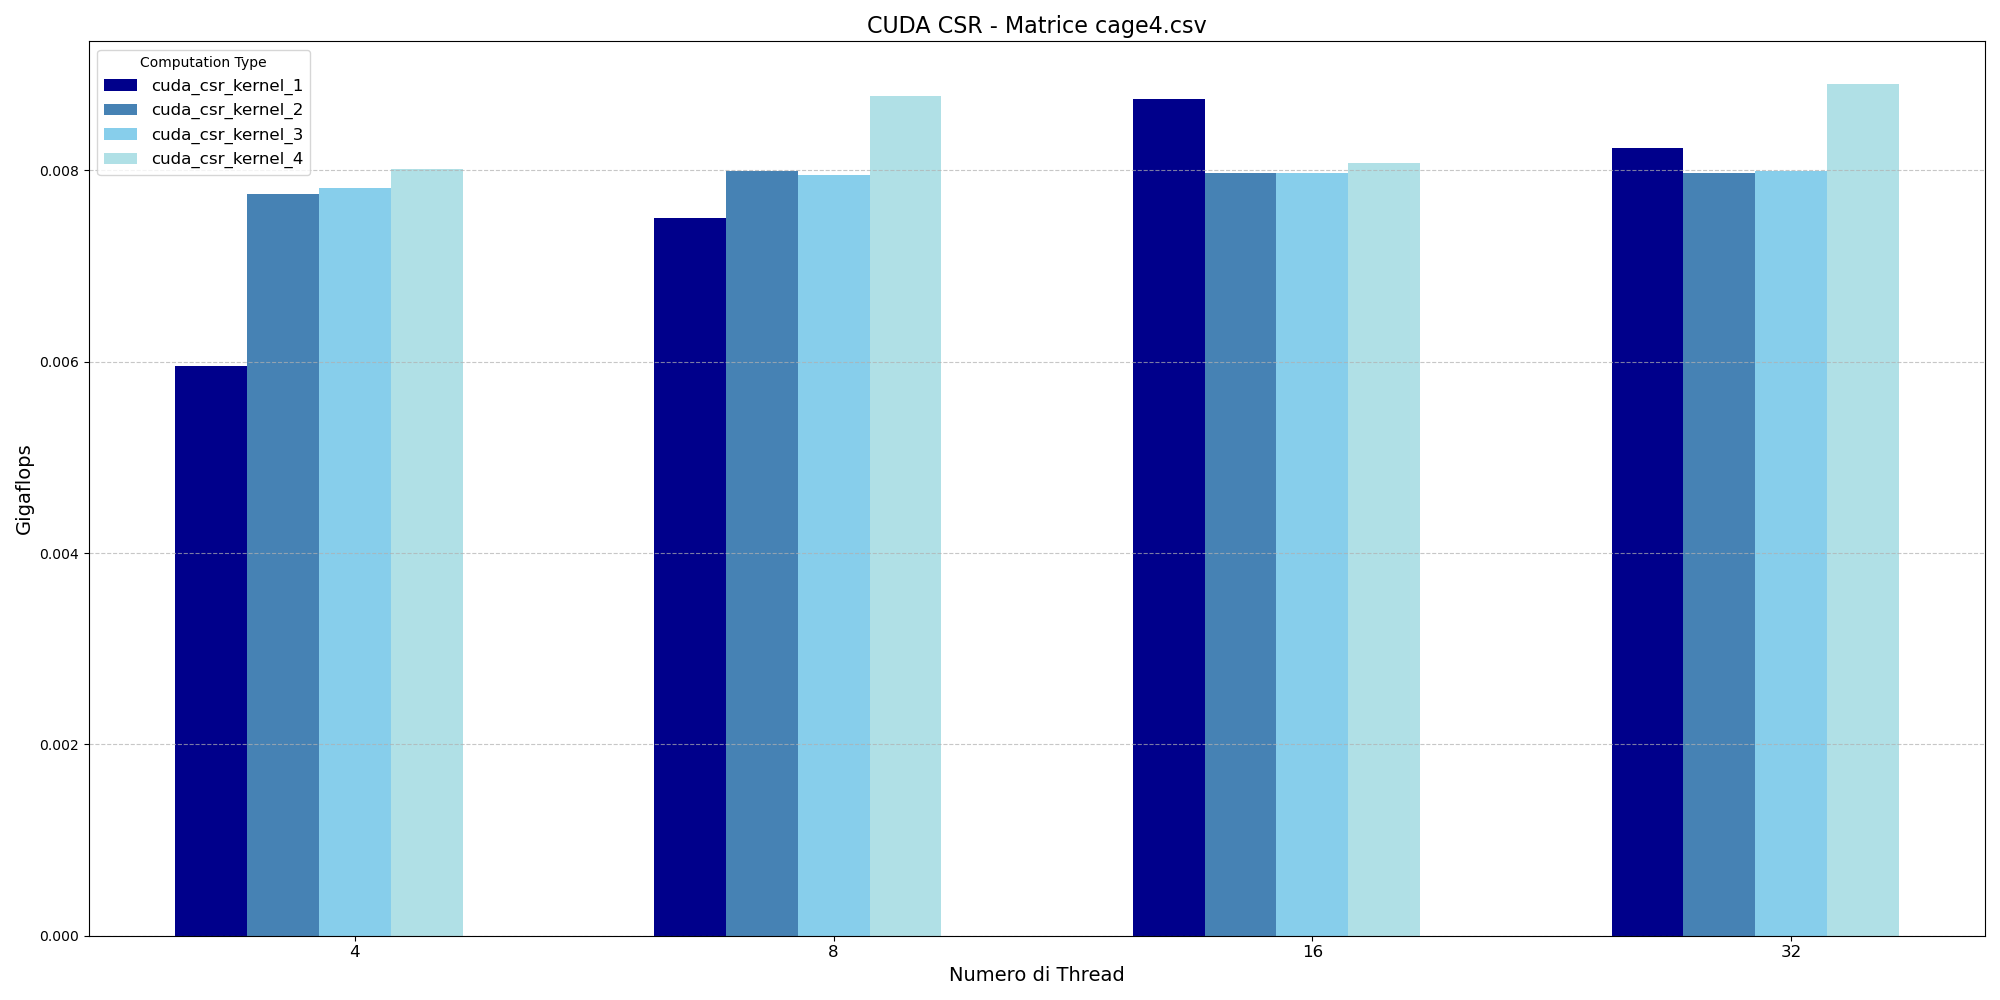 CUDA CSR - Matrice cage4.csv
Computation Type
cuda_csr_kernel_1
cuda_csr_kernel_2
cuda_csr_kernel_3
cuda_csr_kernel_4
Gigaflops
0.008
0.006
0.004
0.002
0.000
4 8 16 32
Numero di Thread